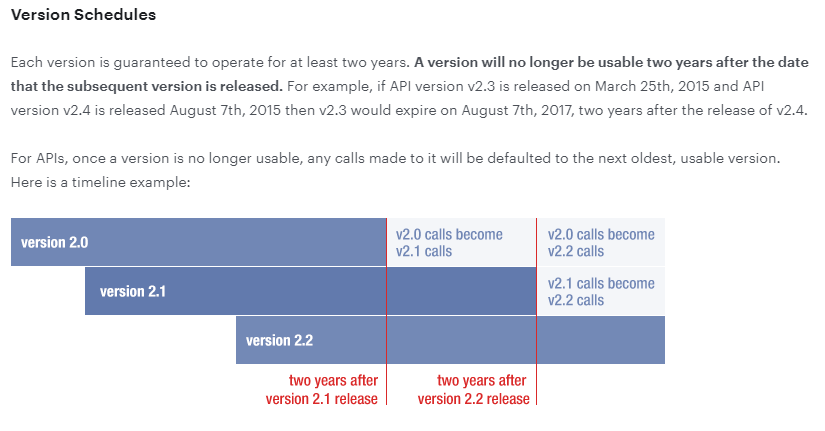 Version Schedules
Each version is guaranteed to operate for at least two years. A version will no longer be usable two years after the date
that the subsequent version is released. For example, if API version v2.3 is released on March 25th, 2015 and API
version v2.4 is released August 7th, 2015 then v2.3 would expire on August 7th, 2017, two years after the release of v2.4.
For APIs, once a version is no longer usable, any calls made to it will be defaulted to the next oldest, usable version.
Here is a timeline example:
version 2.0
v2.0 calls become
v2.1 calls
v2.0 calls become
v2.2 calls
version 2.1
v2.1 calls become
v2.2 calls
version 2.2
two years after
version 2.1 release
two years after
version 2.2 release